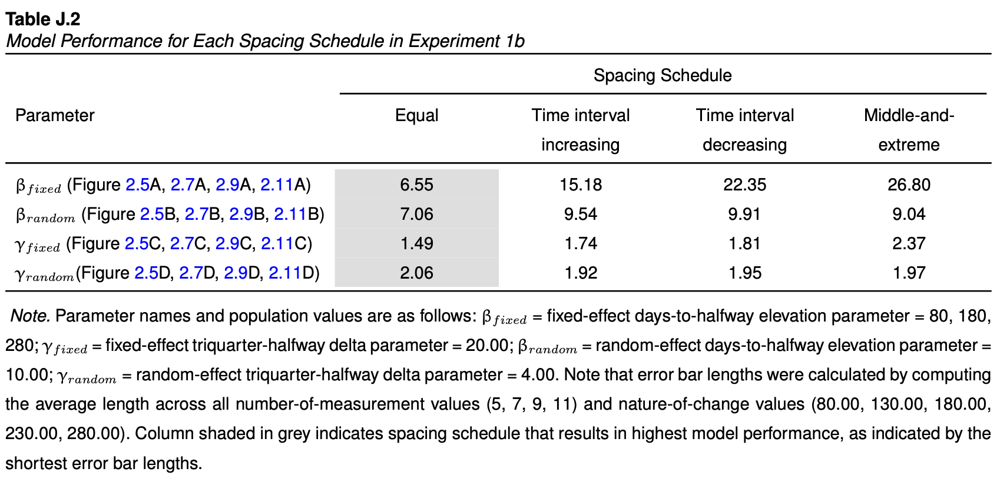 Table J.2
Model Performance for Each Spacing Schedule in Experiment 1b
Spacing Schedule
Parameter Equal Time interval increasing Time interval decreasing Middle-and-extreme
β fixed (Figure 2.5A, 2.7A, 2.9A, 2.11A) 6.55 15.18 22.35 26.80
β random (Figure 2.5B, 2.7B, 2.9B, 2.11B) 7.06 9.54 9.91 9.04
γ fixed (Figure 2.5C, 2.7C, 2.9C, 2.11C) 1.49 1.74 1.81 2.37
γ random(Figure 2.5D, 2.7D, 2.9D, 2.11D) 2.06 1.92 1.95 1.97
Note. Parameter names and population values are as follows: β fixed = fixed-effect days-to-halfway elevation parameter = 80, 180,
280; γ fixed = fixed-effect triquarter-halfway delta parameter = 20.00; β random = random-effect days-to-halfway elevation parameter =
10.00; γ random = random-effect triquarter-halfway delta parameter = 4.00. Note that error bar lengths were calculated by computing
the average length across all number-of-measurement values (5, 7, 9, 11) and nature-of-change values (80.00, 130.00, 180.00,
230.00, 280.00). Column shaded in grey indicates spacing schedule that results in highest model performance, as indicated by the
shortest error bar lengths.